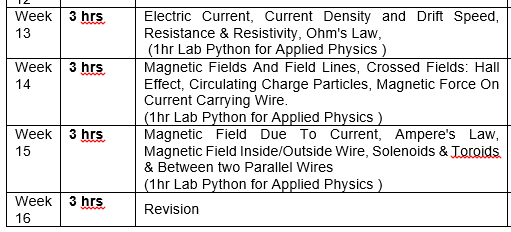 12
Week 3 hrs Electric Current, Current Density and Drift Speed,
13 Resistance & Resistivity, Ohm's Law,
(1hr Lab Python for Applied Physics )
Week 3 hrs Magnetic Fields And Field Lines, Crossed Fields: Hall
14 Effect, Circulating Charge Particles, Magnetic Force On
Current Carrying Wire.
(1hr Lab Python for Applied Physics )
Week 3 hrs Magnetic Field Due To Current, Ampere's Law,
15 Magnetic Field Inside/Outside Wire, Solenoids & Toroids
& Between two Parallel Wires
(1hr Lab Python for Applied Physics )
Week 3 hrs Revision
16